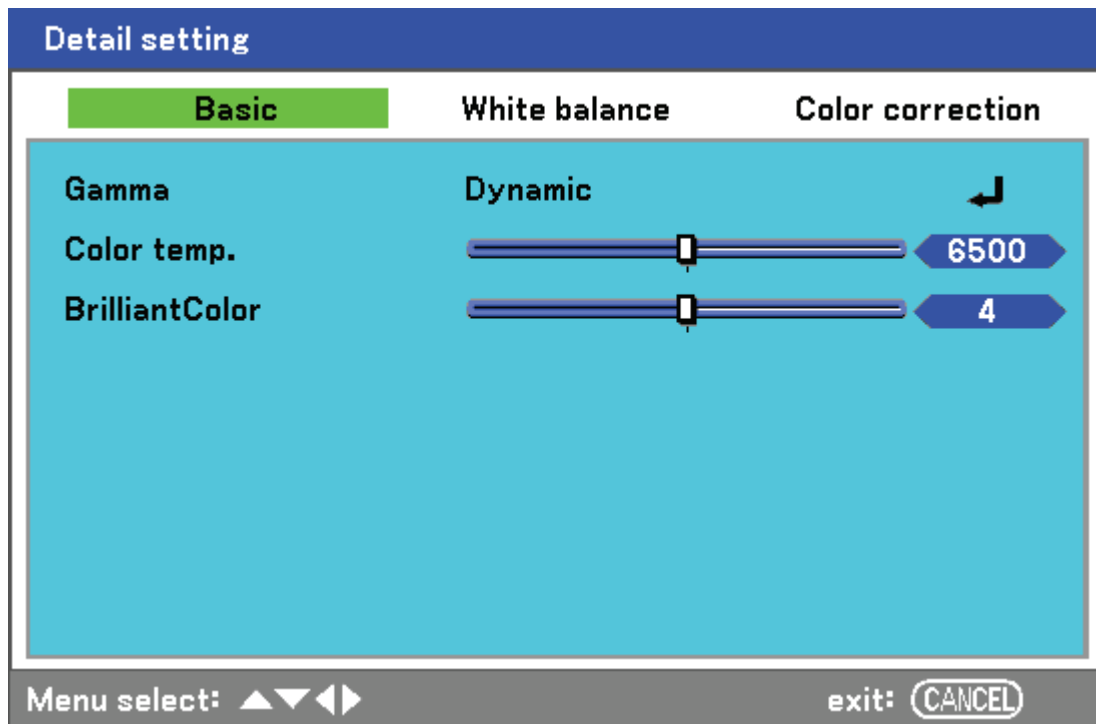 Detail setting
Basic White balance Color correction
Gamma Dynamic
Color temp. 6500
BrilliantColor 4
Menu select: exit: CANCEL